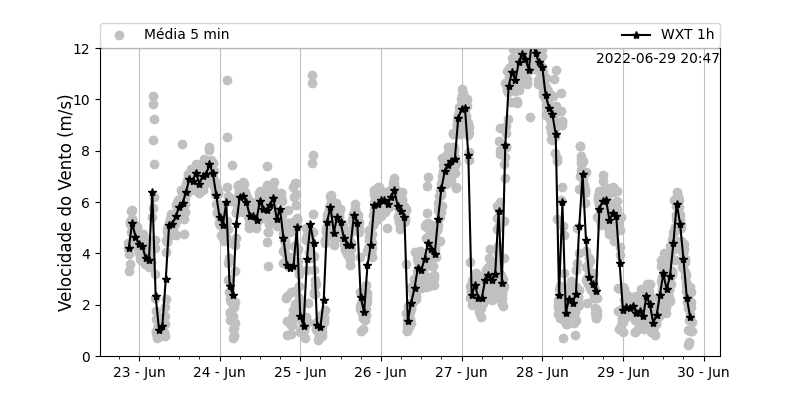 Média 5 min
WXT 1h
2022-06-29 20:47
Velocidade do Vento (m/s)
12
10
8
6
4
2
0
23 - Jun
24 - Jun
25 - Jun
26 - Jun
27 - Jun
28 - Jun
29 - Jun
30 - Jun